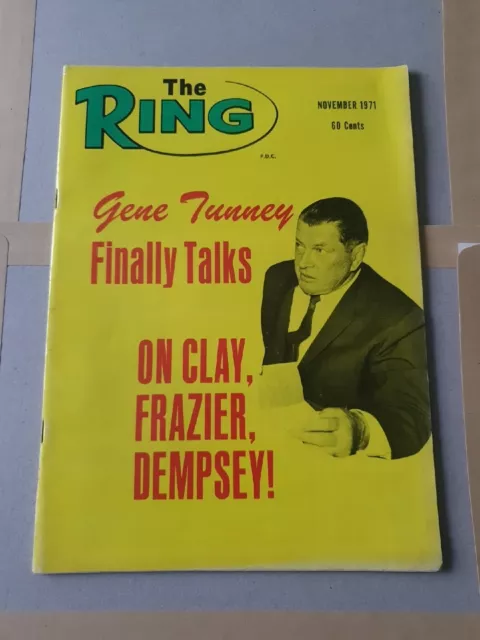 The
RING
NOVEMBER 1971
60 Cents
F.D.C.
Gene Tunney
Finally Talks
ON CLAY,
FRAZIER,
DEMPSEY!